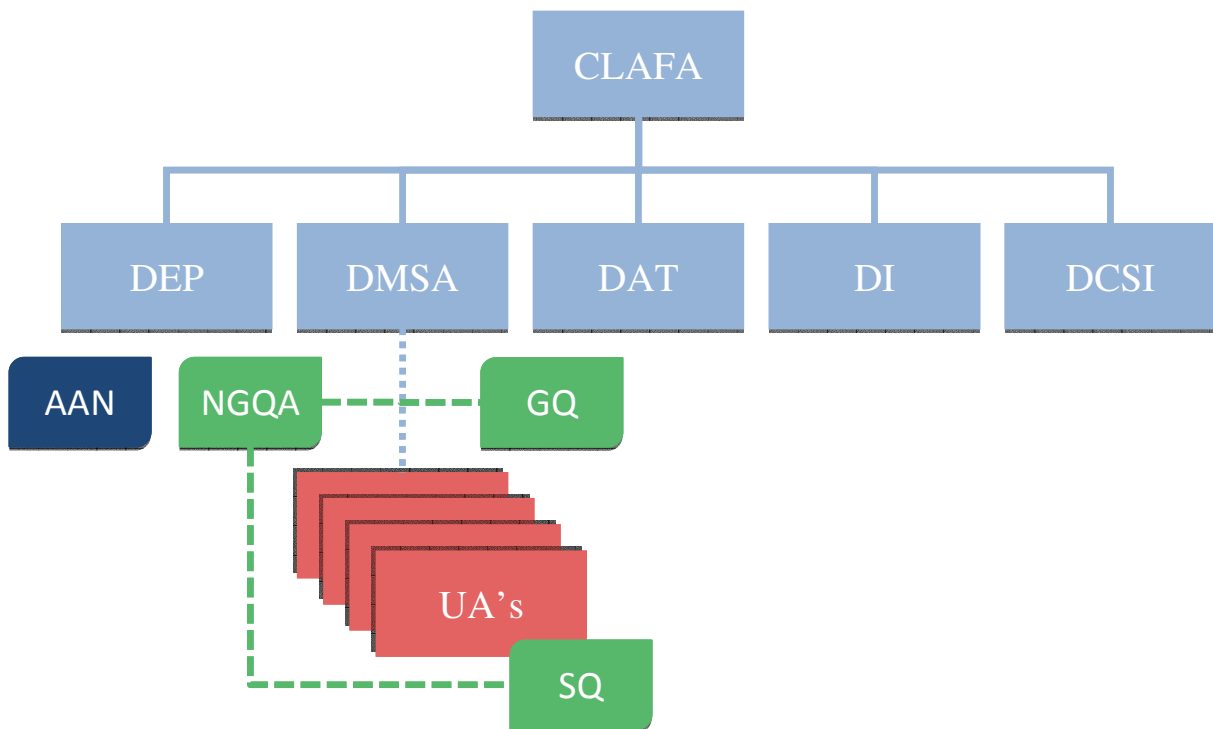 CLAFA
DEP
DMSA
DAT
DI
DCSI
AAN
NGQA
GQ
UA’s
SQ